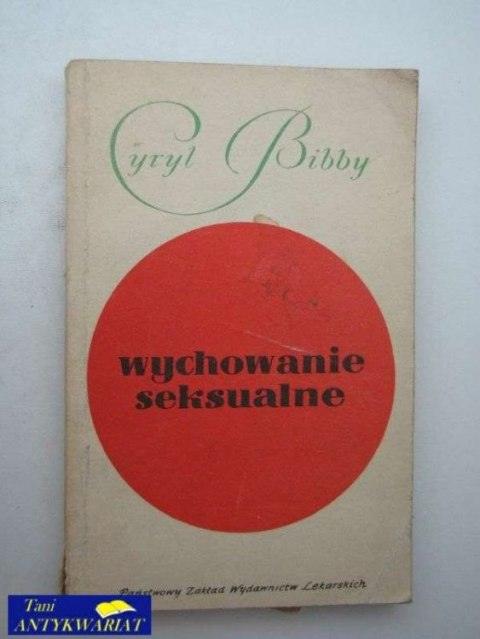 Cyryl Bibby
wychowanie
seksualne
Państwowy Zakład Wydawnictw Lekarskich
Tani
ANTYKWARIAT